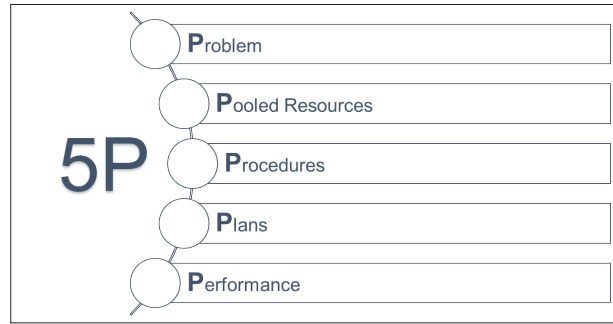 5P
Problem
Pooled Resources
Procedures
Plans
Performance